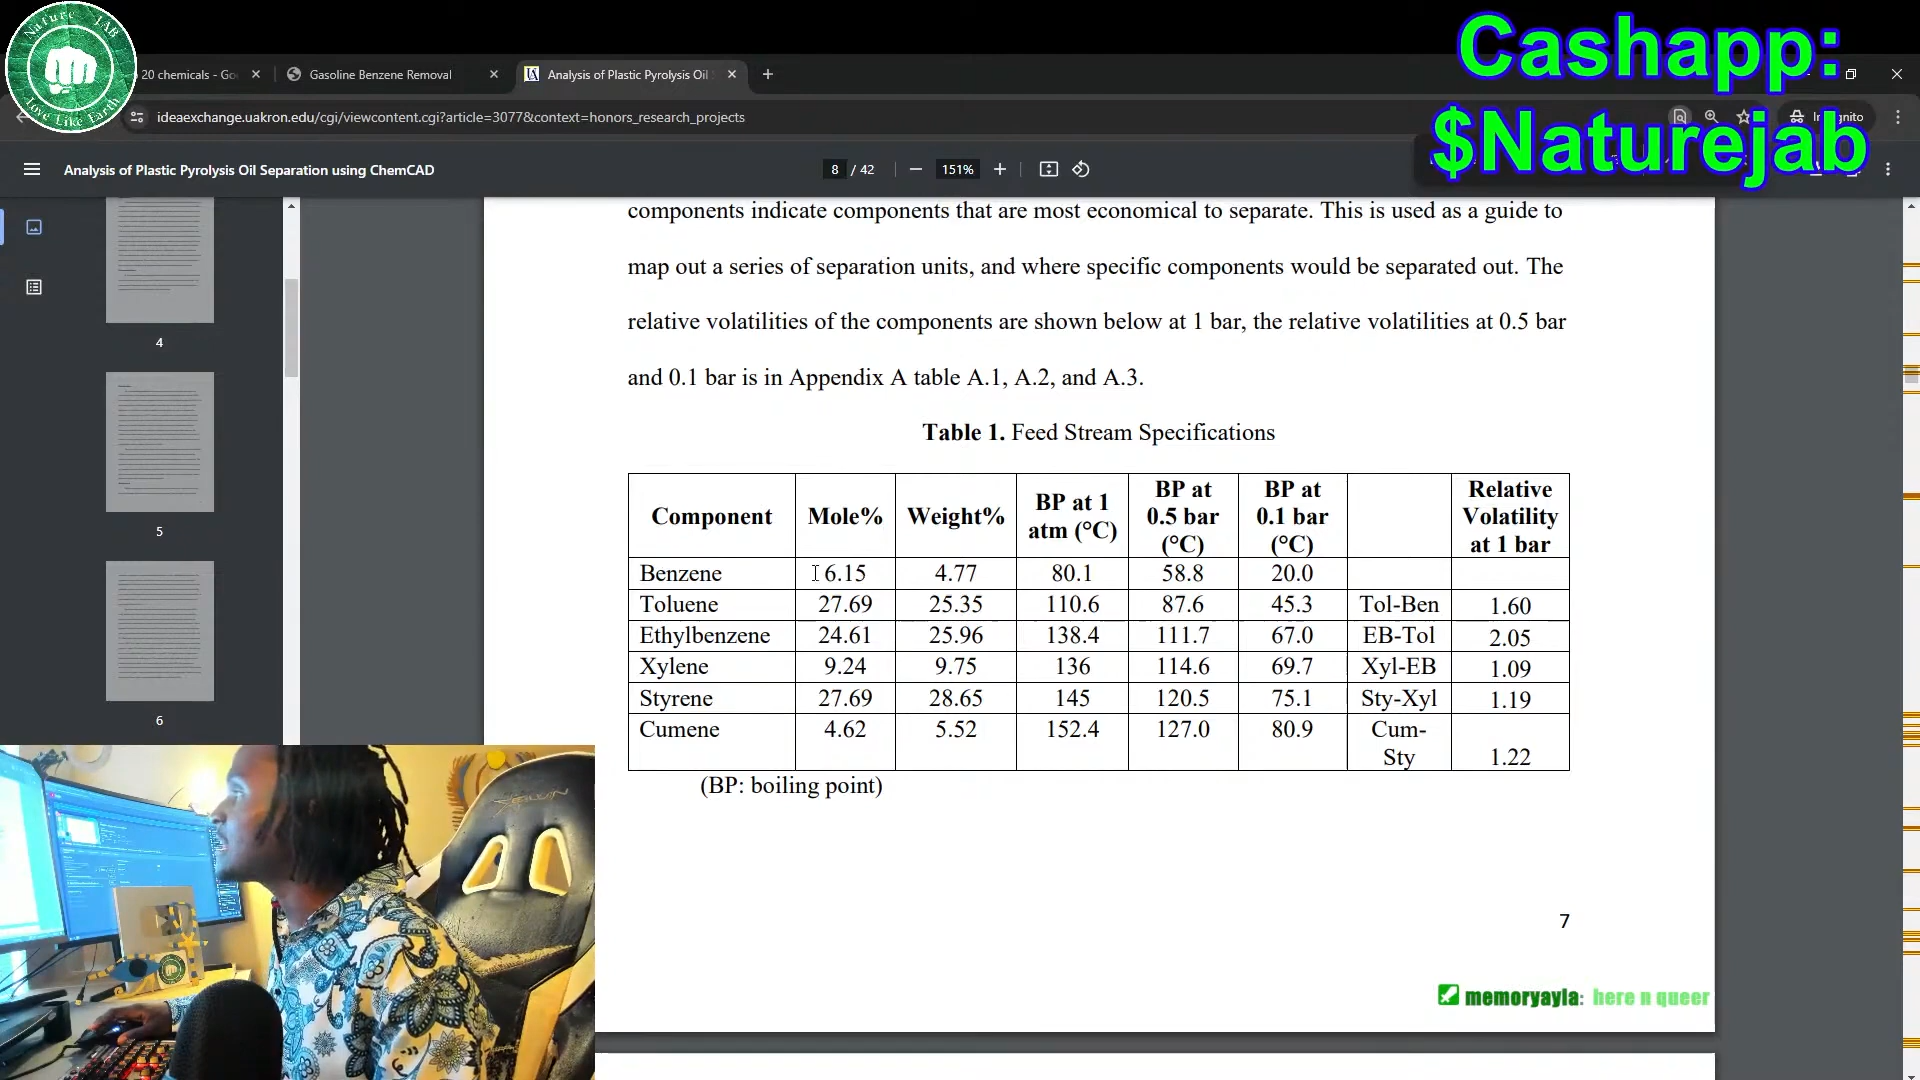 Nature JAB
Love Like Earth
Cashapp:
$Naturejab
20 chemicals - Go
Gasoline Benzene Removal
Analysis of Plastic Pyrolysis Oil S
ideaexchange.uakron.edu/cgi/viewcontent.cgi?article=3077&context=honors_research_projects
Incognito
Analysis of Plastic Pyrolysis Oil Separation using ChemCAD
8 / 42
151%
4
5
6
components indicate components that are most economical to separate. This is used as a guide to
map out a series of separation units, and where specific components would be separated out. The
relative volatilities of the components are shown below at 1 bar, the relative volatilities at 0.5 bar
and 0.1 bar is in Appendix A table A.1, A.2, and A.3.
Table 1. Feed Stream Specifications
Component Mole% Weight% BP at 1 atm (°C) BP at 0.5 bar (°C) BP at 0.1 bar (°C) Relative Volatility at 1 bar
Benzene 6.15 4.77 80.1 58.8 20.0
Toluene 27.69 25.35 110.6 87.6 45.3 Tol-Ben 1.60
Ethylbenzene 24.61 25.96 138.4 111.7 67.0 EB-Tol 2.05
Xylene 9.24 9.75 136 114.6 69.7 Xyl-EB 1.09
Styrene 27.69 28.65 145 120.5 75.1 Sty-Xyl 1.19
Cumene 4.62 5.52 152.4 127.0 80.9 Cum-Sty 1.22
(BP: boiling point)
7
memoryayla: here n queer